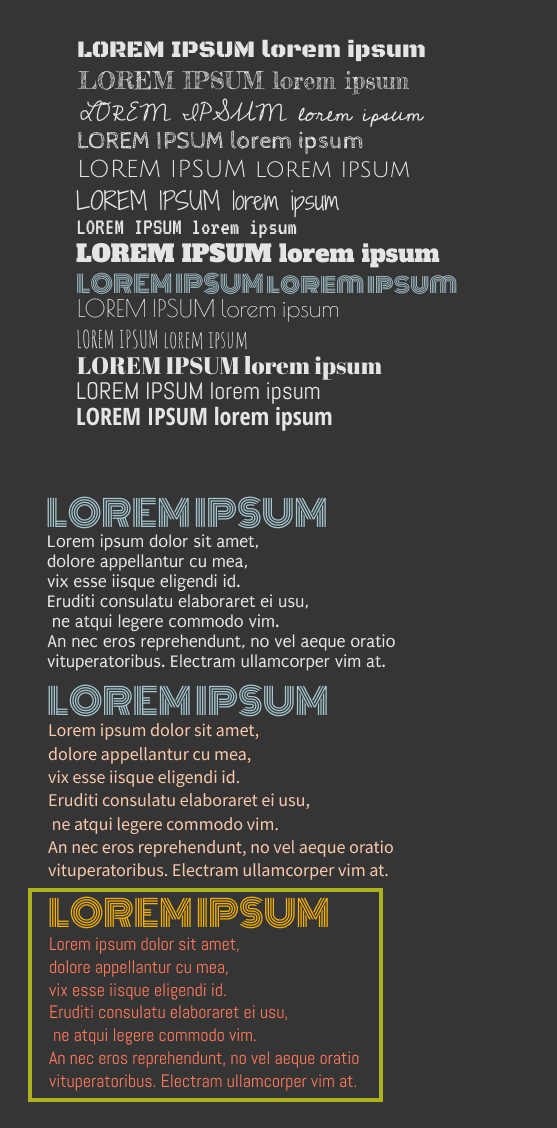 LOREM IPSUM lorem ipsum
LOREM IPSUM lorem ipsum
LOREM IPSUM lorem ipsum
LOREM IPSUM lorem ipsum
LOREM IPSUM LOREM IPSUM
LOREM IPSUM lorem ipsum
LOREM IPSUM lorem ipsum
LOREM IPSUM lorem ipsum
LOREM IPSUM lorem ipsum
LOREM IPSUM lorem ipsum
LOREM IPSUM LOREM IPSUM
LOREM IPSUM lorem ipsum
LOREM IPSUM lorem ipsum
LOREM IPSUM lorem ipsum
LOREM IPSUM
Lorem ipsum dolor sit amet,
dolore appellantur cu mea,
vix esse iisque eligendi id.
Eruditi consulatu elaboraret ei usu,
ne atqui legere commodo vim.
An nec eros reprehendunt, no vel aeque oratio
vituperatoribus. Electram ullamcorper vim at.
LOREM IPSUM
Lorem ipsum dolor sit amet,
dolore appellantur cu mea,
vix esse iisque eligendi id.
Eruditi consulatu elaboraret ei usu,
ne atqui legere commodo vim.
An nec eros reprehendunt, no vel aeque oratio
vituperatoribus. Electram ullamcorper vim at.
LOREM IPSUM
Lorem ipsum dolor sit amet,
dolore appellantur cu mea,
vix esse iisque eligendi id.
Eruditi consulatu elaboraret ei usu,
ne atqui legere commodo vim.
An nec eros reprehendunt, no vel aeque oratio
vituperatoribus. Electram ullamcorper vim at.